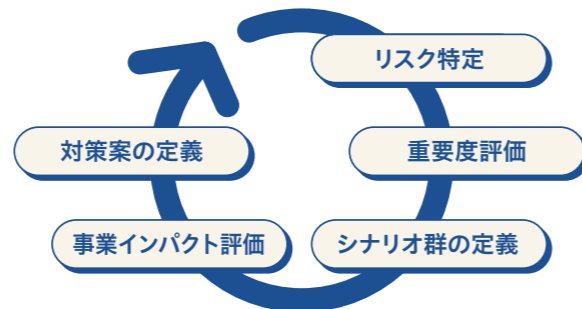 リスク特定
重要度評価
シナリオ群の定義
事業インパクト評価
対策案の定義